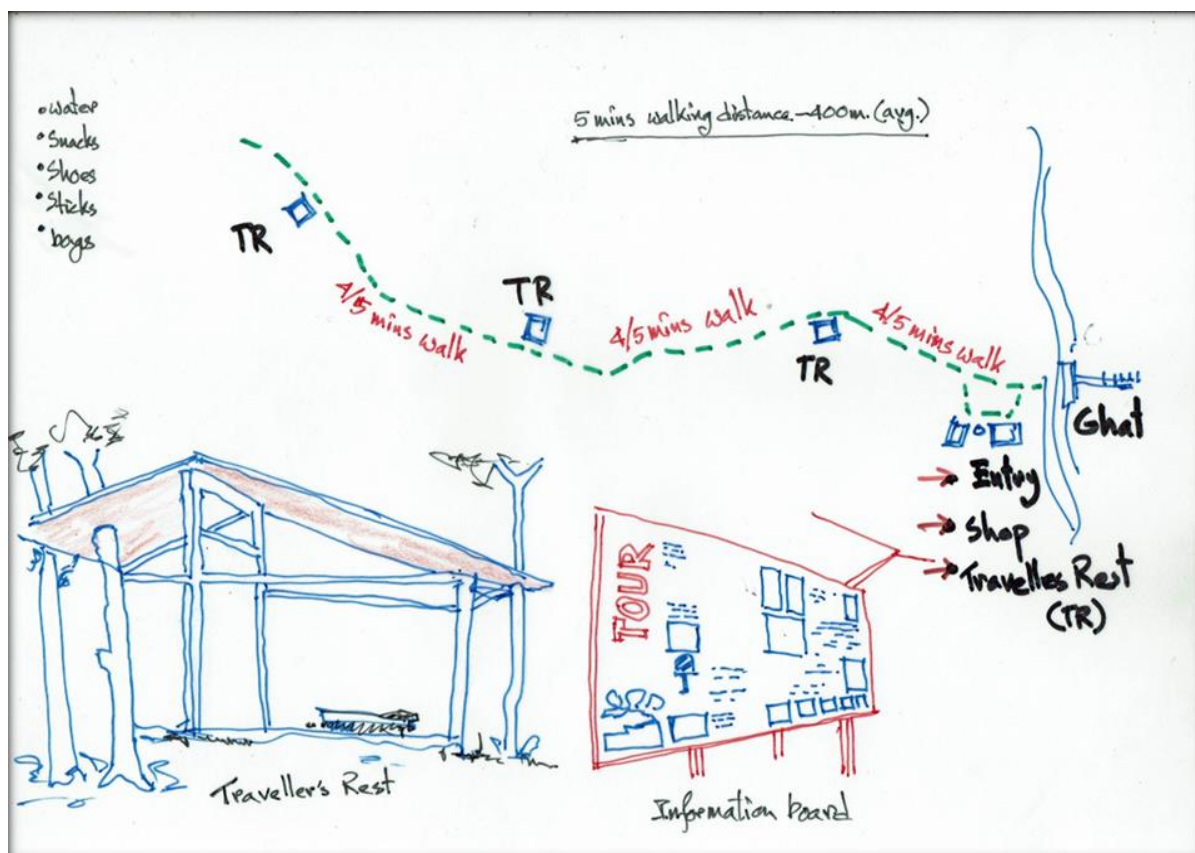 • water
• Snacks
• Shoes
• Sticks
• bags
5 mins walking distance - 400m. (avg.)
TR
4/5 mins walk
TR
4/5 mins walk
TR
4/5 mins walk
Ghat
• Entry
• Shop
• Travelles Rest
(TR)
TOUR
Traveller's Rest
Information board